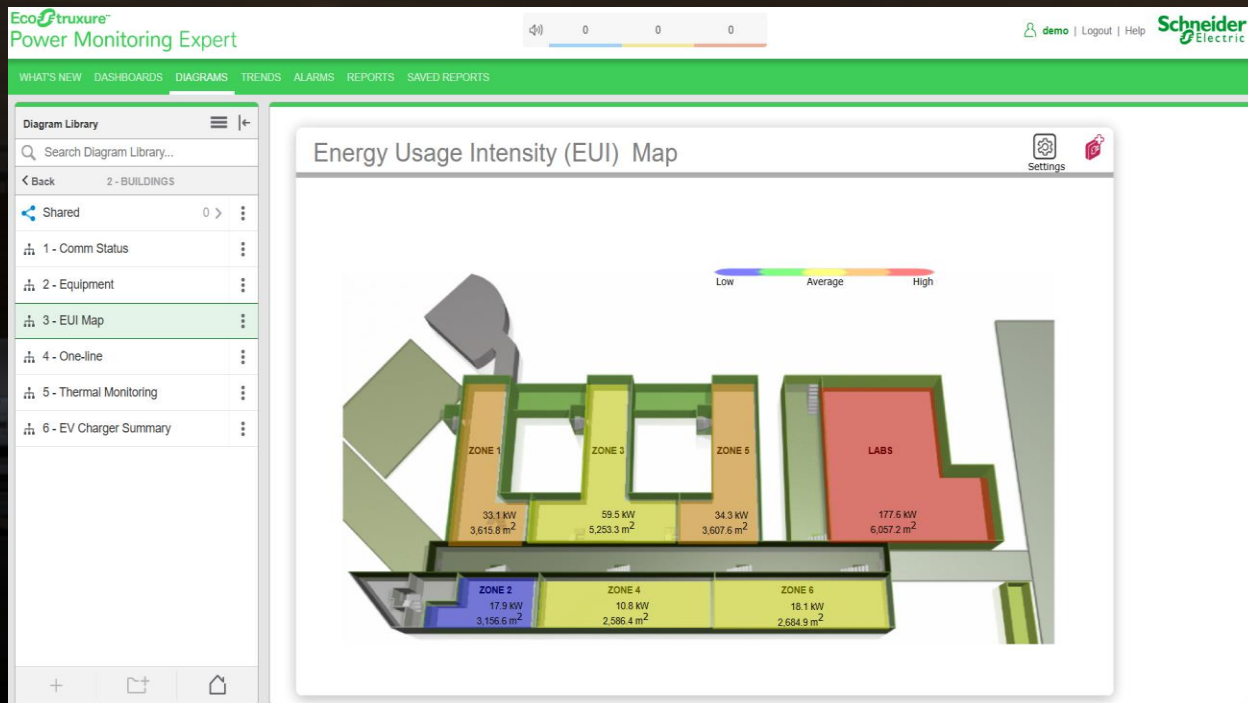 EcoStruxure™
Power Monitoring Expert
0 0 0
demo | Logout | Help
Schneider
Electric
WHAT'S NEW DASHBOARDS DIAGRAMS TRENDS ALARMS REPORTS SAVED REPORTS
Diagram Library
Search Diagram Library...
Back 2 - BUILDINGS
Shared 0
1 - Comm Status
2 - Equipment
3 - EUI Map
4 - One-line
5 - Thermal Monitoring
6 - EV Charger Summary
Energy Usage Intensity (EUI) Map
Settings
Low Average High
ZONE 1
33.1 kW
3,615.8 m2
ZONE 3
59.5 kW
5,253.3 m2
ZONE 5
34.3 kW
3,607.6 m2
LABS
177.6 kW
6,057.2 m2
ZONE 2
17.9 kW
3,156.6 m2
ZONE 4
10.8 kW
2,586.4 m2
ZONE 6
18.1 kW
2,684.9 m2